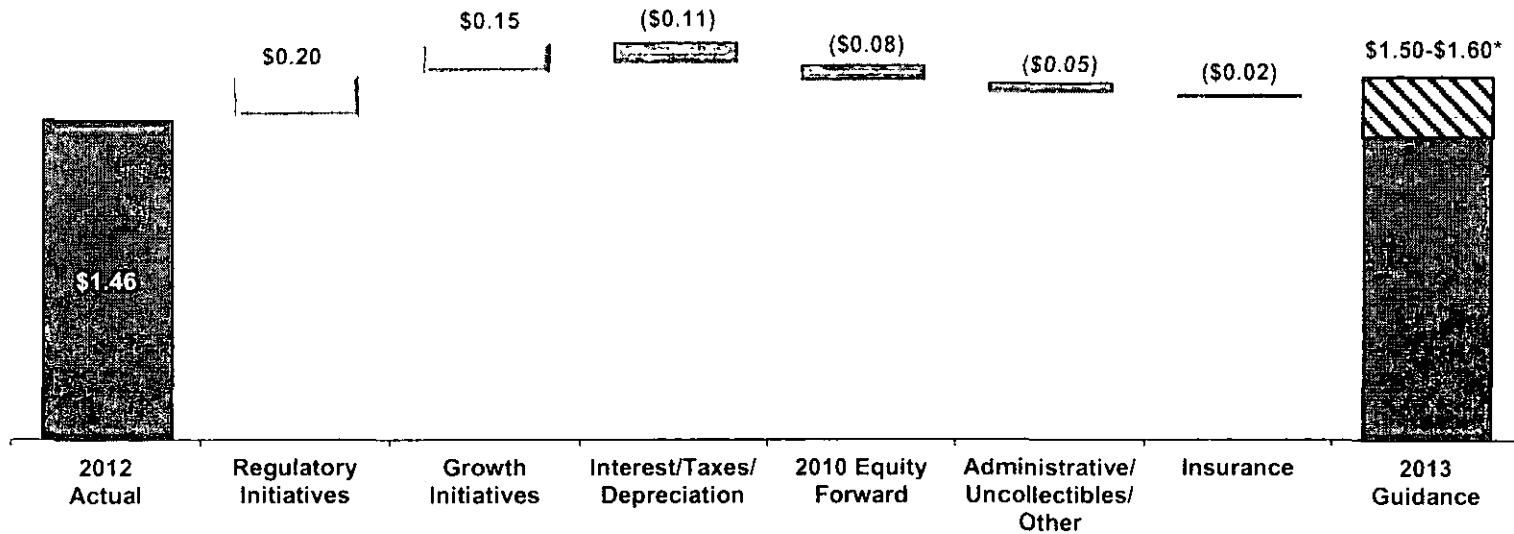 $0.20
$0.15
($0.11)
($0.08)
($0.05)
($0.02)
$1.50-$1.60*
$1.46
2012
Actual
Regulatory
Initiatives
Growth
Initiatives
Interest/Taxes/
Depreciation
2010 Equity
Forward
Administrative/
Uncollectibles/
Other
Insurance
2013
Guidance